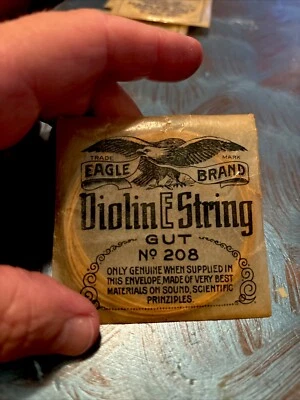 TRADE MARK
EAGLE BRAND
Violin E String
GUT
No 208
ONLY GENUINE WHEN SUPPLIED IN
THIS ENVELOPE MADE OF VERY BEST
MATERIALS ON SOUND, SCIENTIFIC
PRINZIPLES